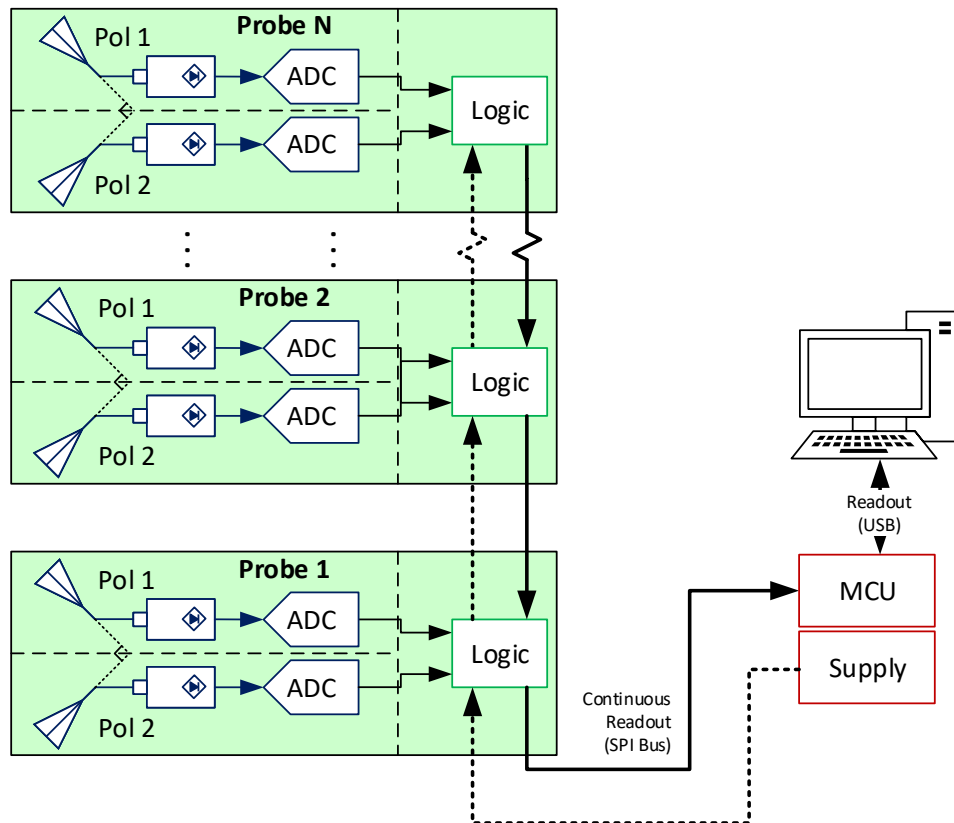 Probe N
Pol 1
ADC
Logic
ADC
Pol 2
Probe 2
Pol 1
ADC
Logic
ADC
Pol 2
Readout
(USB)
Probe 1
Pol 1
ADC
MCU
Logic
ADC
Supply
Pol 2
Continuous
Readout
(SPI Bus)